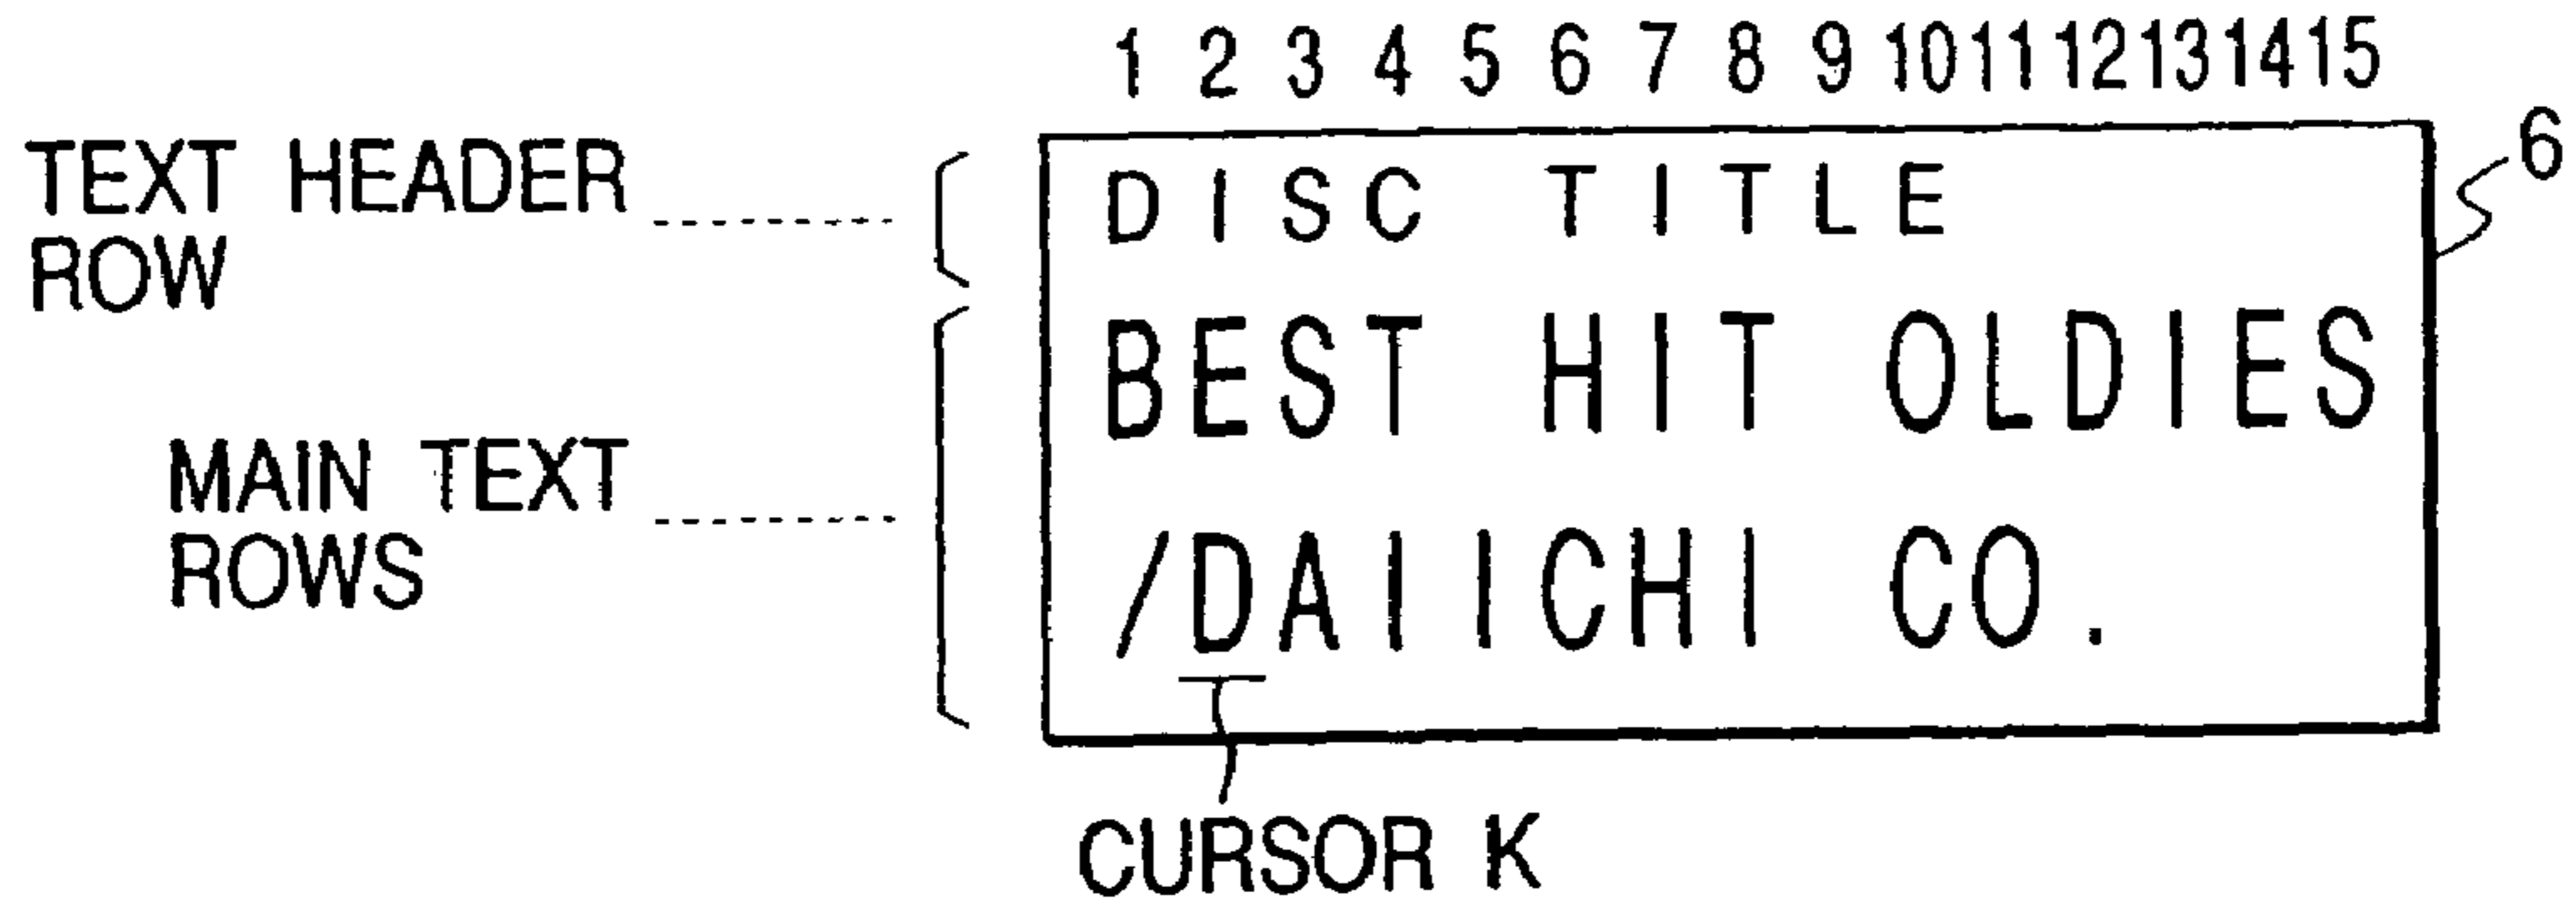 1 2 3 4 5 6 7 8 9 10 11 12 13 14 15
6
TEXT HEADER
ROW
DISC TITLE
BEST HIT OLDIES
MAIN TEXT
ROWS
/DAIICHI CO.
CURSOR K